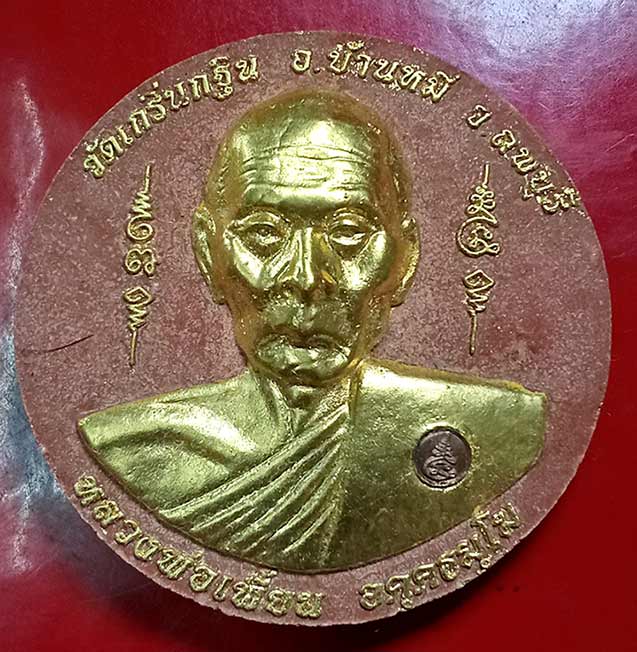 วัดเกริ่นกฐิน อ.บ้านหมี่ จ.ลพบุรี
หลวงพ่อเพี้ยน อคฺคธมฺโม